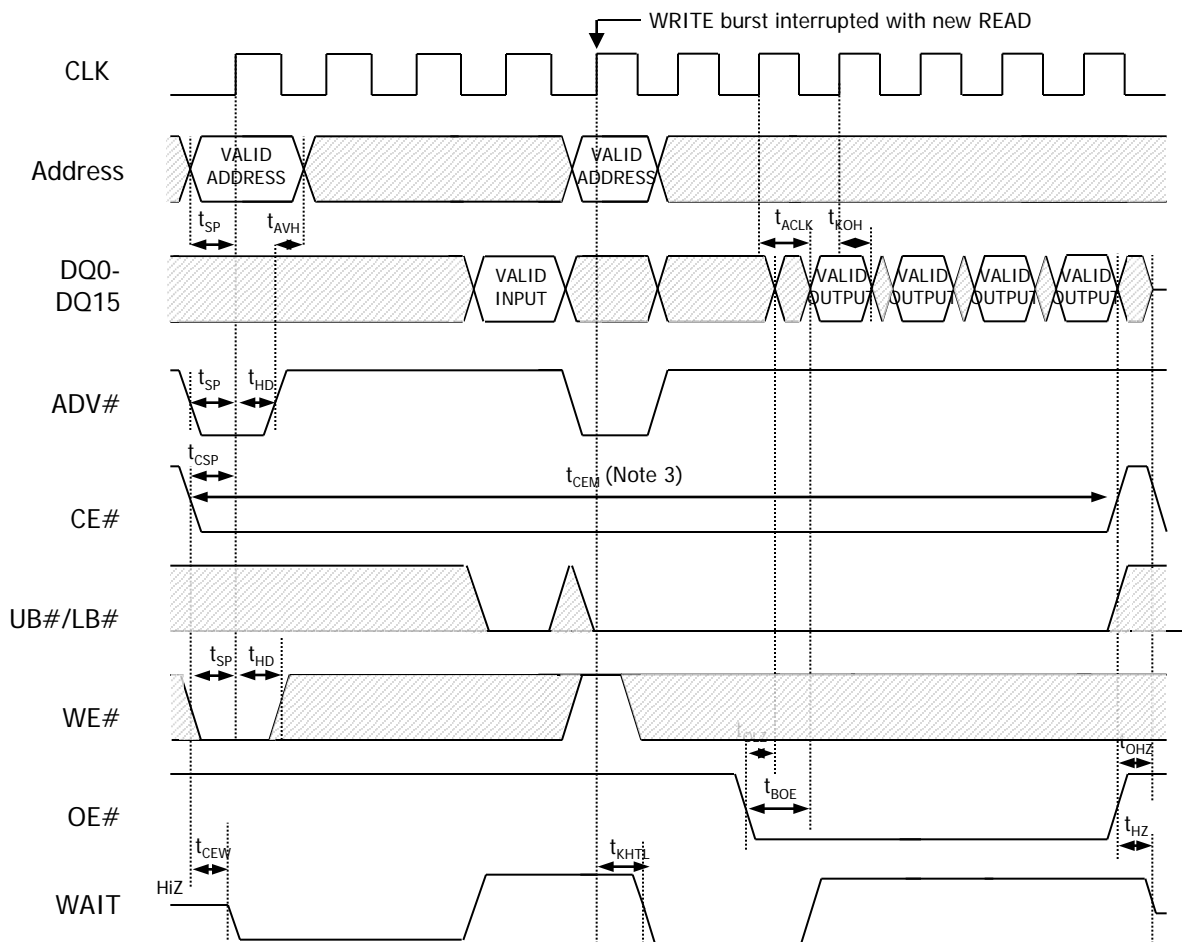 WRITE burst interrupted with new READ
CLK
Address
VALID
ADDRESS
VALID
ADDRESS
tSP
tAVH
tACLK
tKOH
DQ0-
DQ15
VALID
INPUT
VALID
OUTPUT
VALID
OUTPUT
VALID
OUTPUT
VALID
OUTPUT
ADV#
tSP
tHD
tCSP
tCEM (Note 3)
CE#
UB#/LB#
tSP
tHD
WE#
tOLZ
tOHZ
OE#
tBOE
tHZ
tCEW
tKHTL
HiZ
WAIT